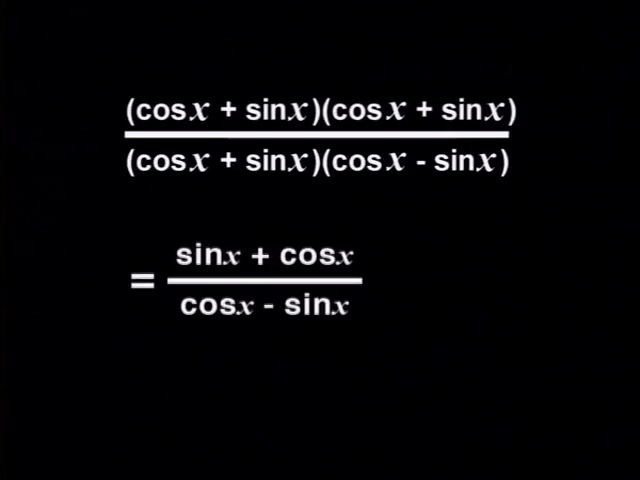 (cosx + sinx)(cosx + sinx)
(cosx + sinx)(cosx - sinx)
sinx + cosx
=
cosx - sinx